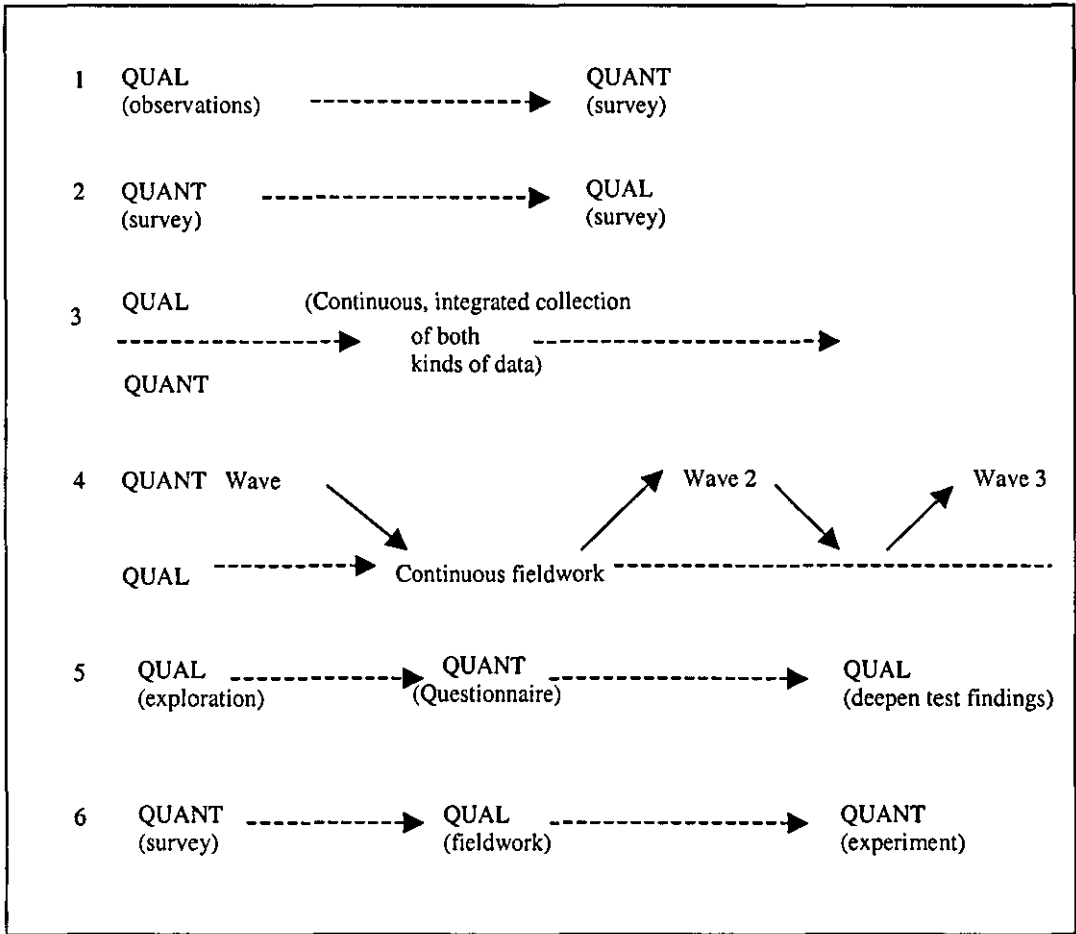 1 QUAL QUANT
(observations) (survey)
2 QUANT QUAL
(survey) (survey)
QUAL (Continuous, integrated collection
3 of both
kinds of data)
QUANT
4 QUANT Wave Wave 2 Wave 3
QUAL Continuous fieldwork
5 QUAL QUANT QUAL
(exploration) (Questionnaire) (deepen test findings)
6 QUANT QUAL QUANT
(survey) (fieldwork) (experiment)